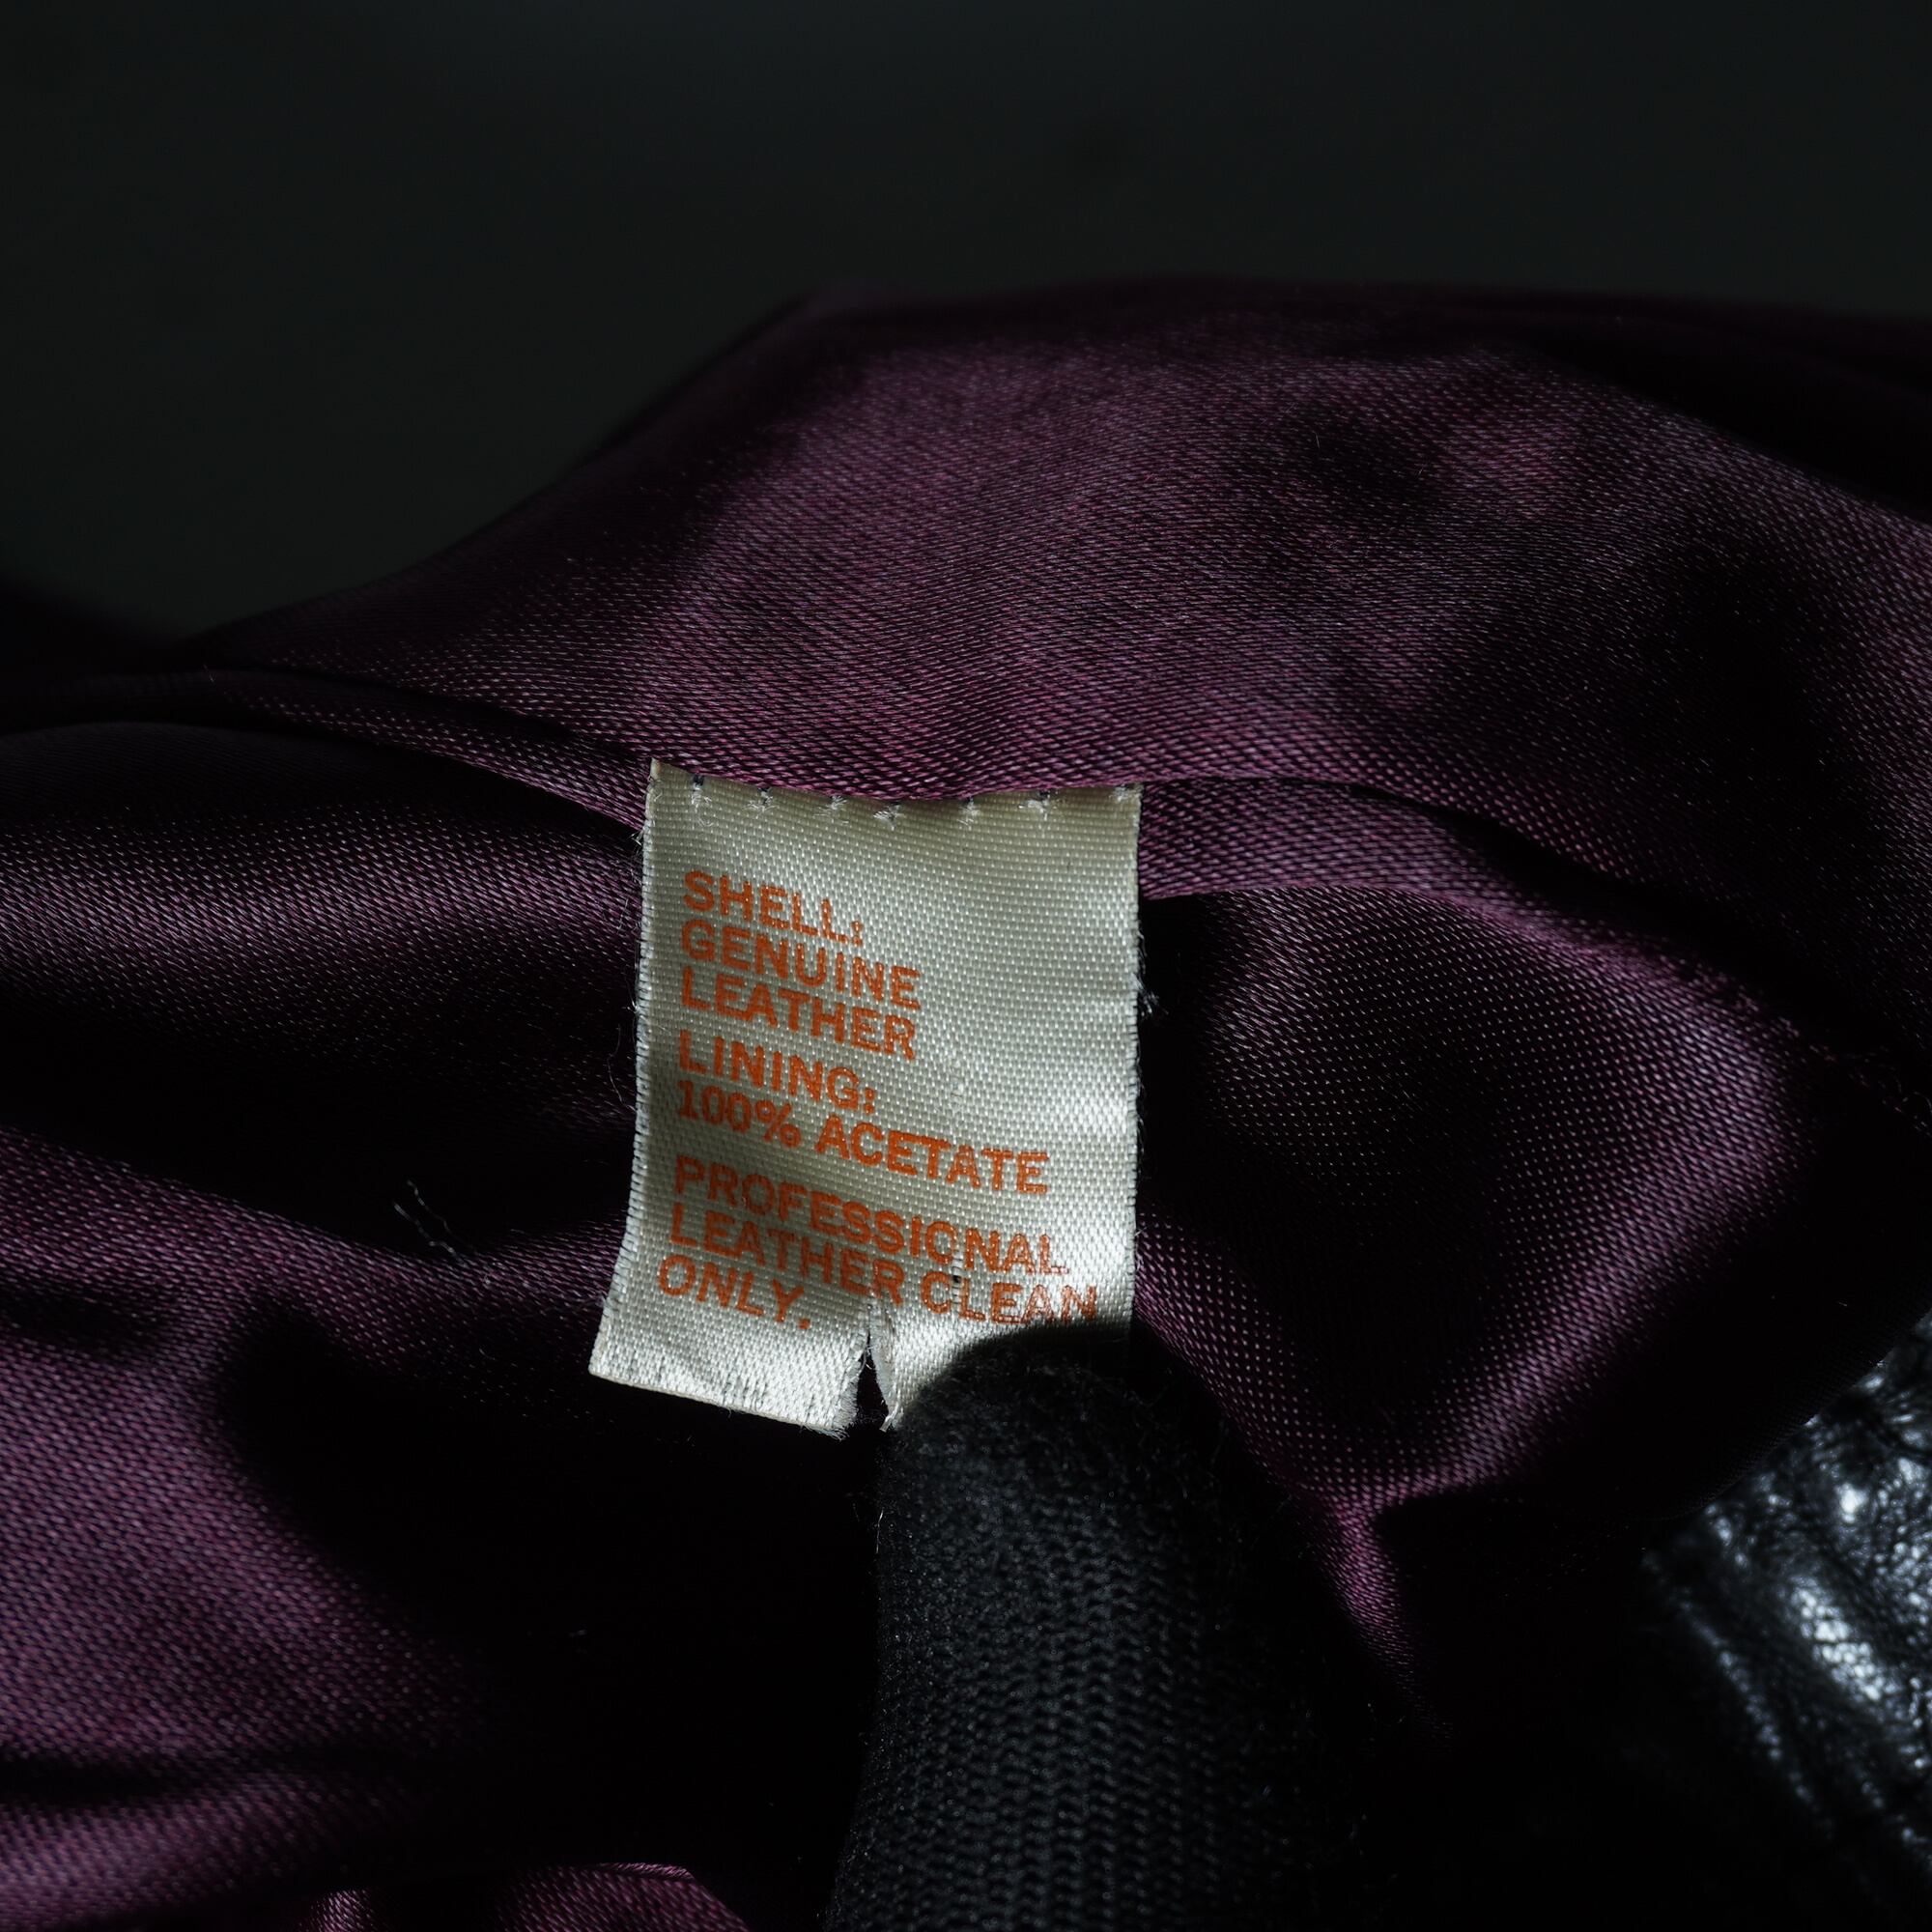 SHELL:
GENUINE
LEATHER
LINING:
100% ACETATE
PROFESSIONAL
LEATHER CLEAN
ONLY.